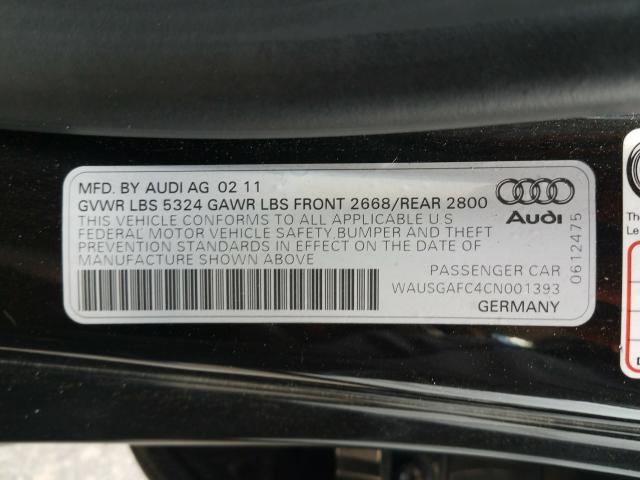 MFD. BY AUDI AG 02 11
GVWR LBS 5324 GAWR LBS FRONT 2668/REAR 2800
THIS VEHICLE CONFORMS TO ALL APPLICABLE U S
FEDERAL MOTOR VEHICLE SAFETY,BUMPER AND THEFT
PREVENTION STANDARDS IN EFFECT ON THE DATE OF
MANUFACTURE SHOWN ABOVE
PASSENGER CAR
WAUSGAFC4CN001393
GERMANY
Audi
0612475
The
Le